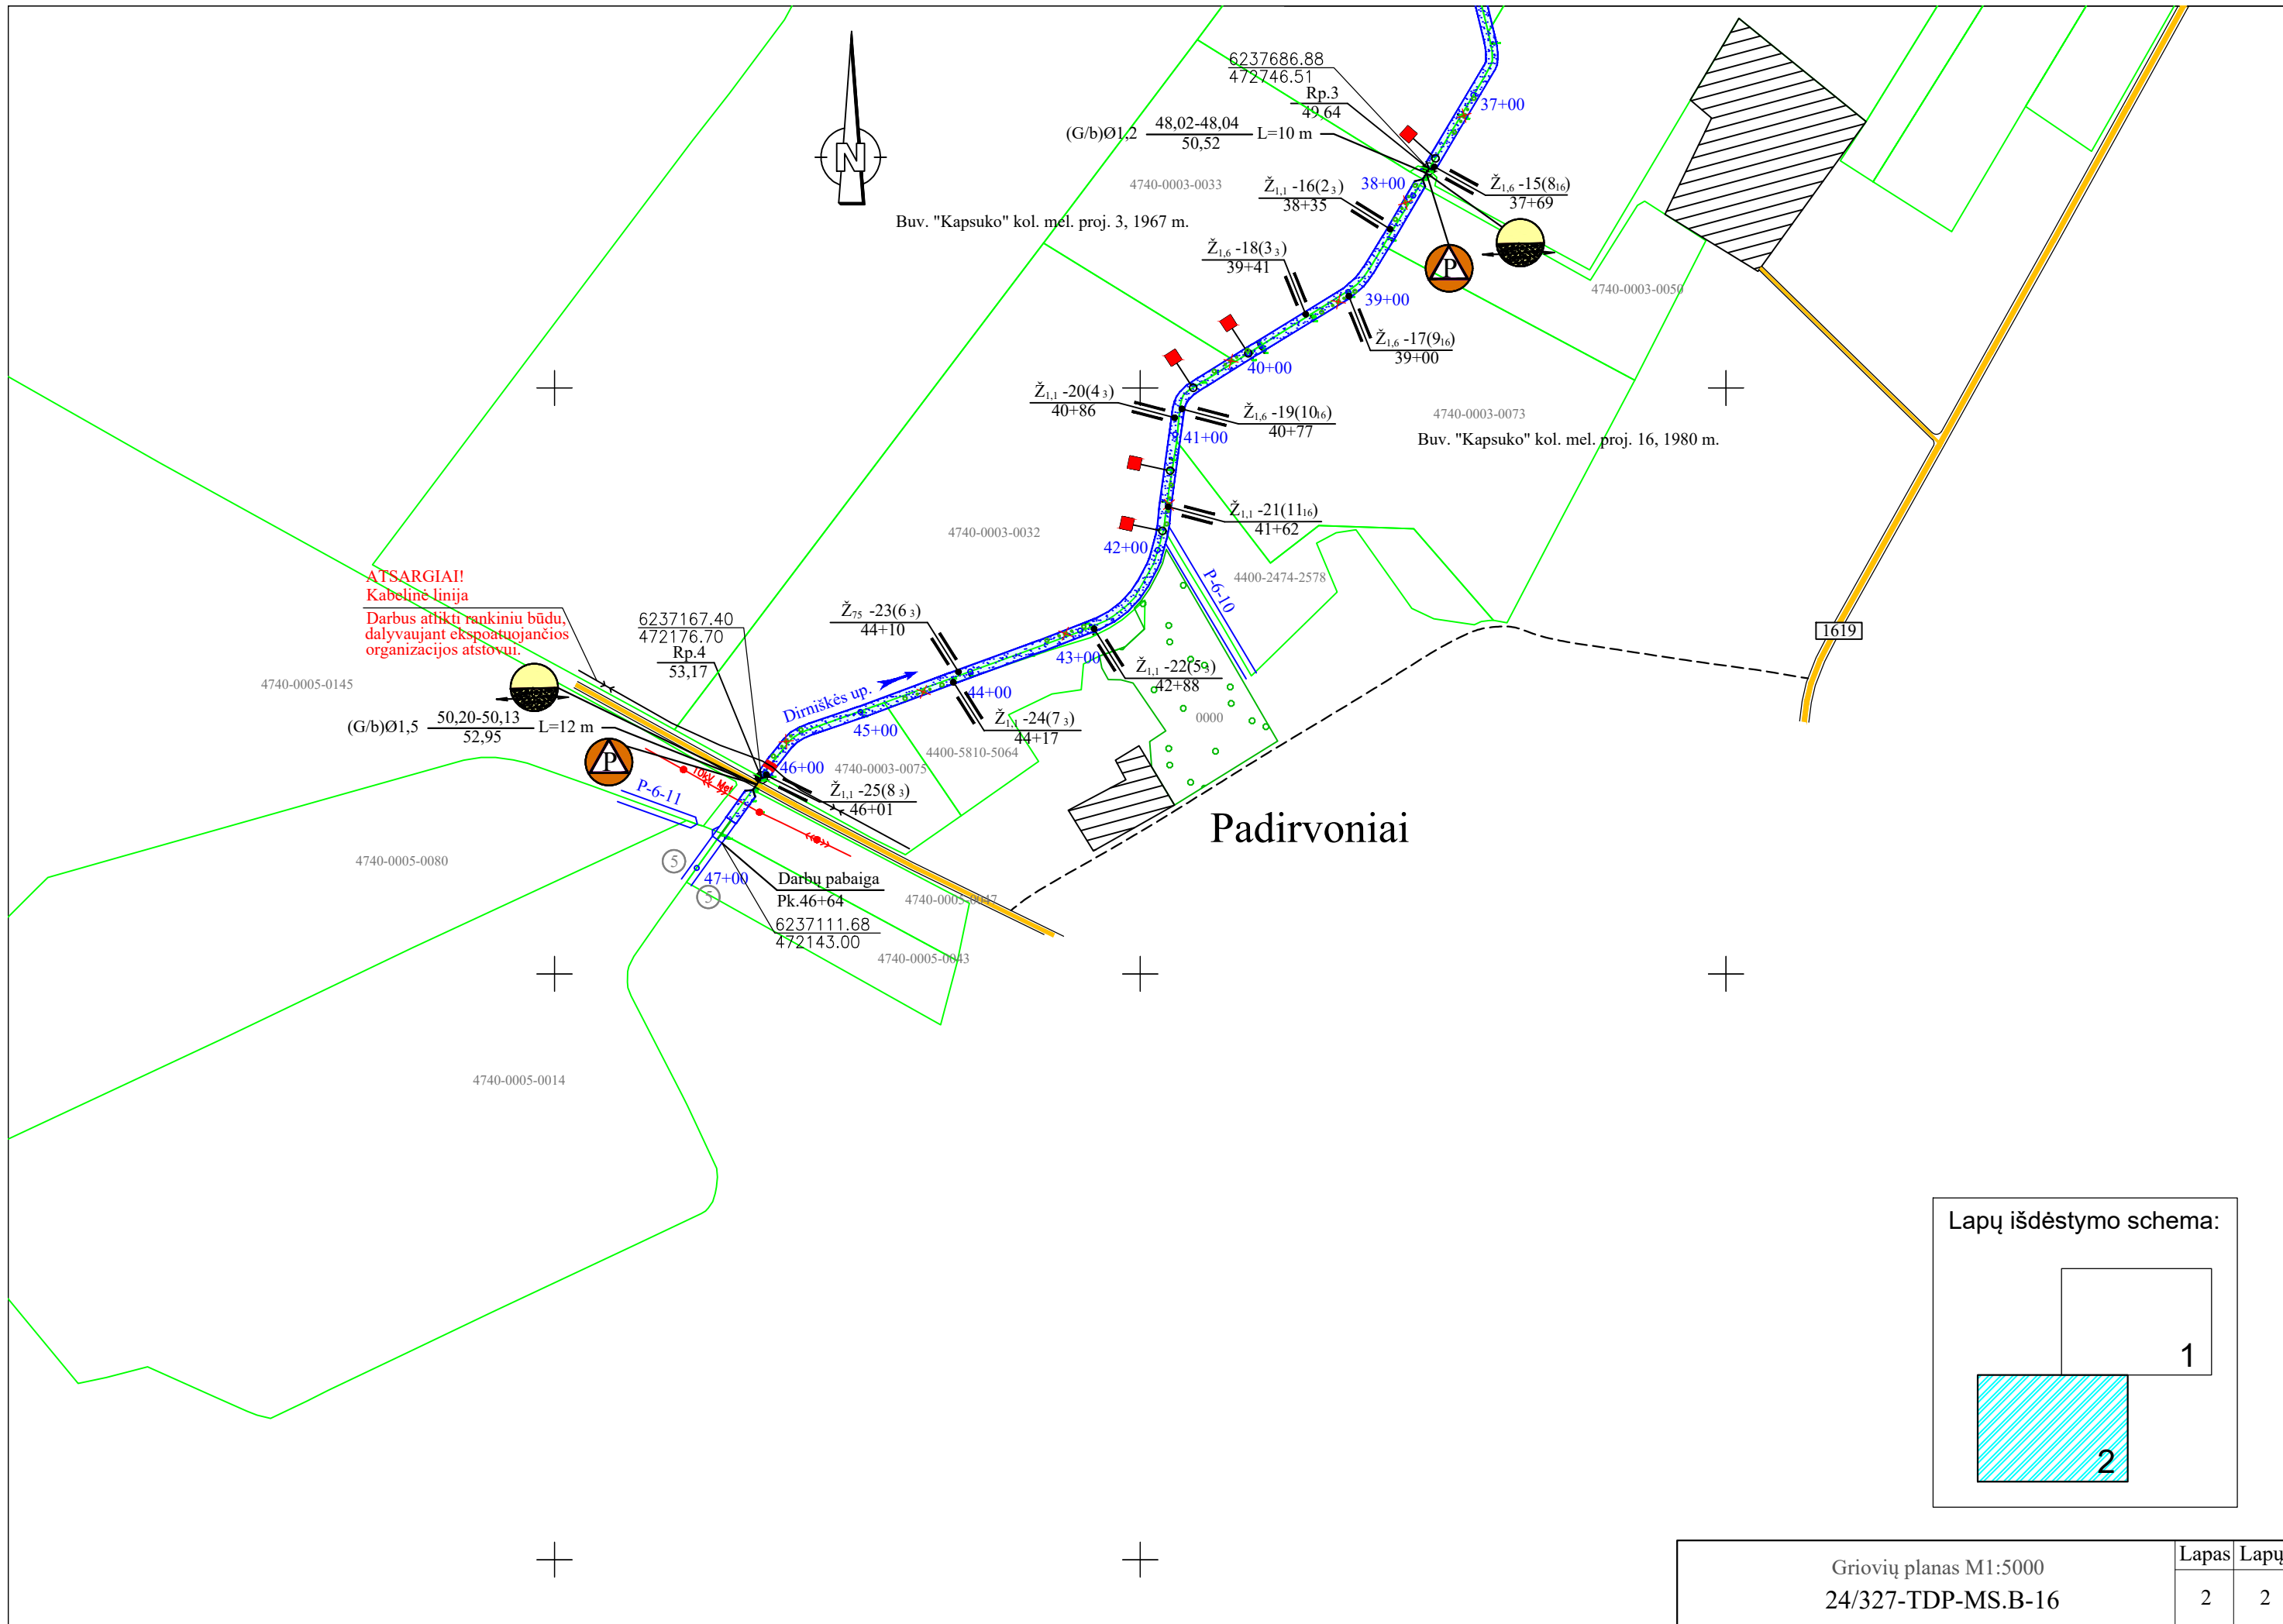 6237686.88
472746.51
Rp.3
49,64
(G/b)Ø1,2 48,02-48,04 L=10 m
50,52
37+00
N
4740-0003-0033
Buv. "Kapsuko" kol. mel. proj. 3, 1967 m.
Ž1,1 -16(2 3)
38+35
38+00
Ž1,6 -15(8 16)
37+69
P
Ž1,6 -18(3 3)
39+41
39+00
4740-0003-0050
Ž1,6 -17(9 16)
39+00
40+00
Ž1,1 -20(4 3)
40+86
Ž1,6 -19(10 16)
40+77
41+00
4740-0003-0073
Buv. "Kapsuko" kol. mel. proj. 16, 1980 m.
Ž1,1 -21(11 16)
41+62
4740-0003-0032
42+00
P-6-10
4400-2474-2578
ATSARGIAI!
Kabelinė linija
Darbus atlikti rankiniu būdu,
dalyvaujant ekspoatuojančios
organizacijos atstovui.
6237167.40
472176.70
Rp.4
53,17
Ž75 -23(6 3)
44+10
43+00
Ž1,1 -22(5 3)
42+88
1619
4740-0005-0145
Dirniškės up.
44+00
45+00
Ž1,1 -24(7 3)
44+17
0000
(G/b)Ø1,5 50,20-50,13 L=12 m
52,95
P
4400-5810-5064
46+00
4740-0003-0075
10kV
P-6-11
Ž1,1 -25(8 3)
46+01
Padirvoniai
4740-0005-0080
5
47+00
5
Darbu pabaiga
Pk.46+64
4740-0005-0047
6237111.68
472143.00
4740-0005-0043
4740-0005-0014
Lapų išdėstymo schema:
1
2
Griovių planas M1:5000
24/327-TDP-MS.B-16
Lapas Lapų
2 2